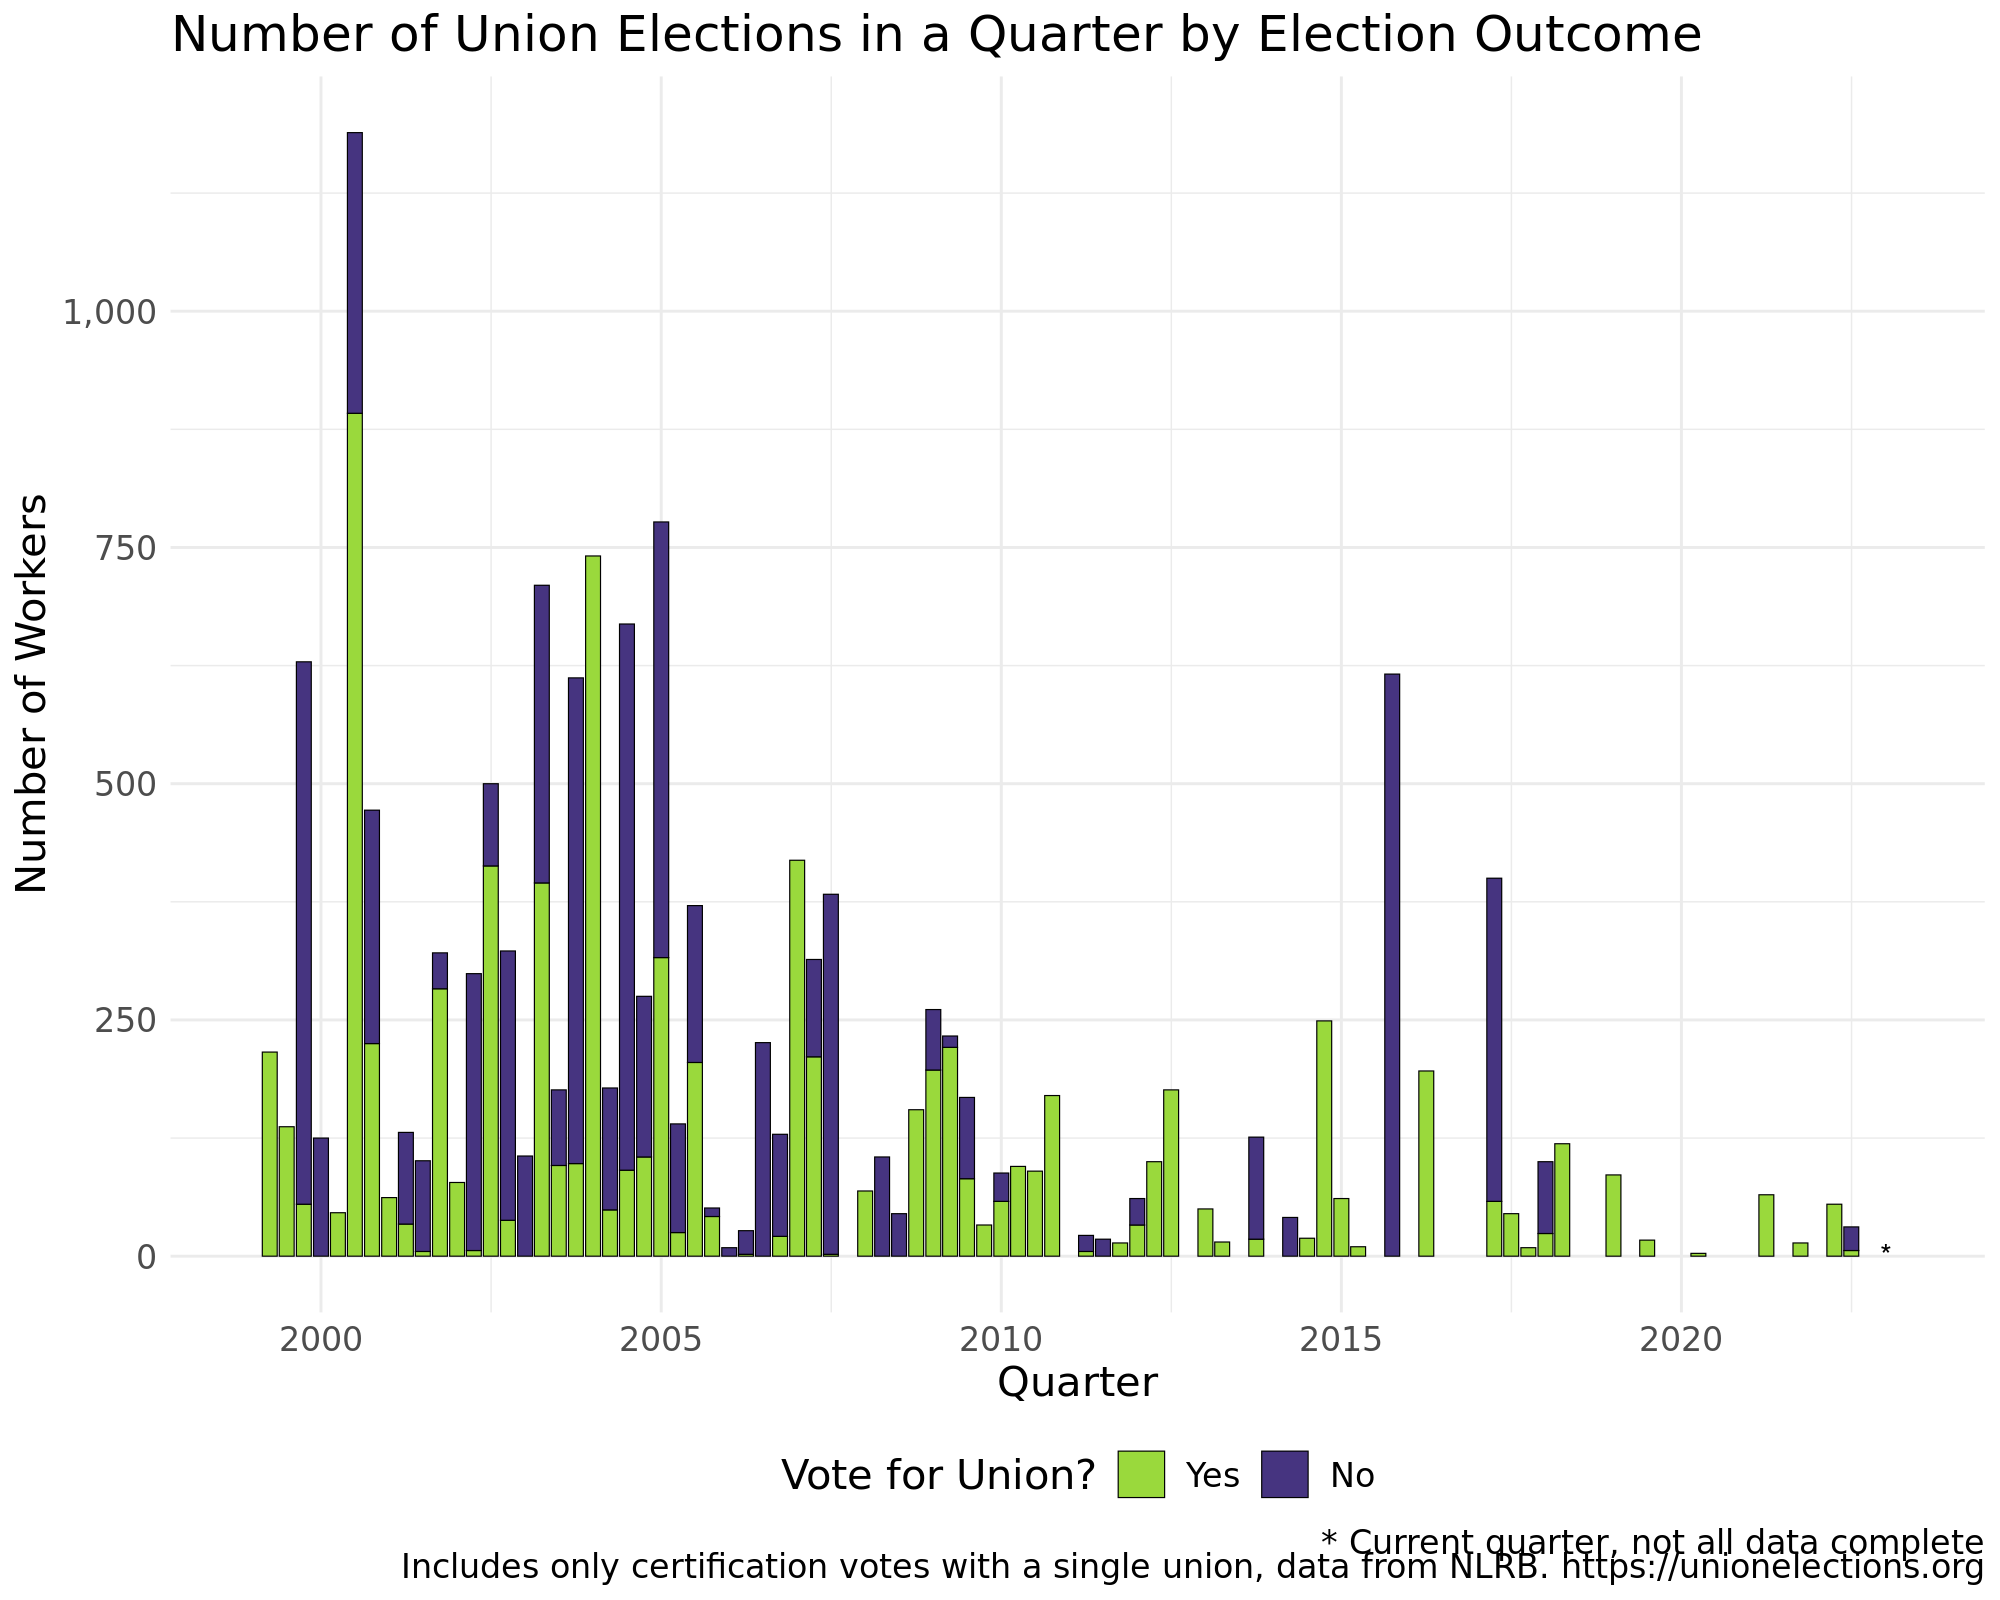 Number of Union Elections in a Quarter by Election Outcome
Number of Workers
1,000
750
500
250
0
*
2000 2005 2010 2015 2020
Quarter
Vote for Union? Yes No
* Current quarter, not all data complete
Includes only certification votes with a single union, data from NLRB. https://unionelections.org